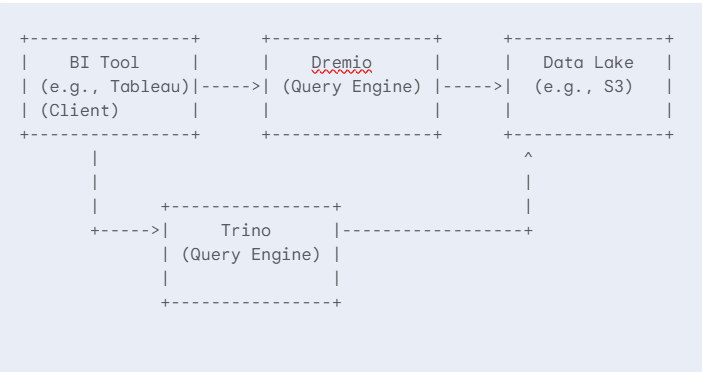 BI Tool
(e.g., Tableau)
(Client)
Dremio
(Query Engine)
Data Lake
(e.g., S3)
Trino
(Query Engine)